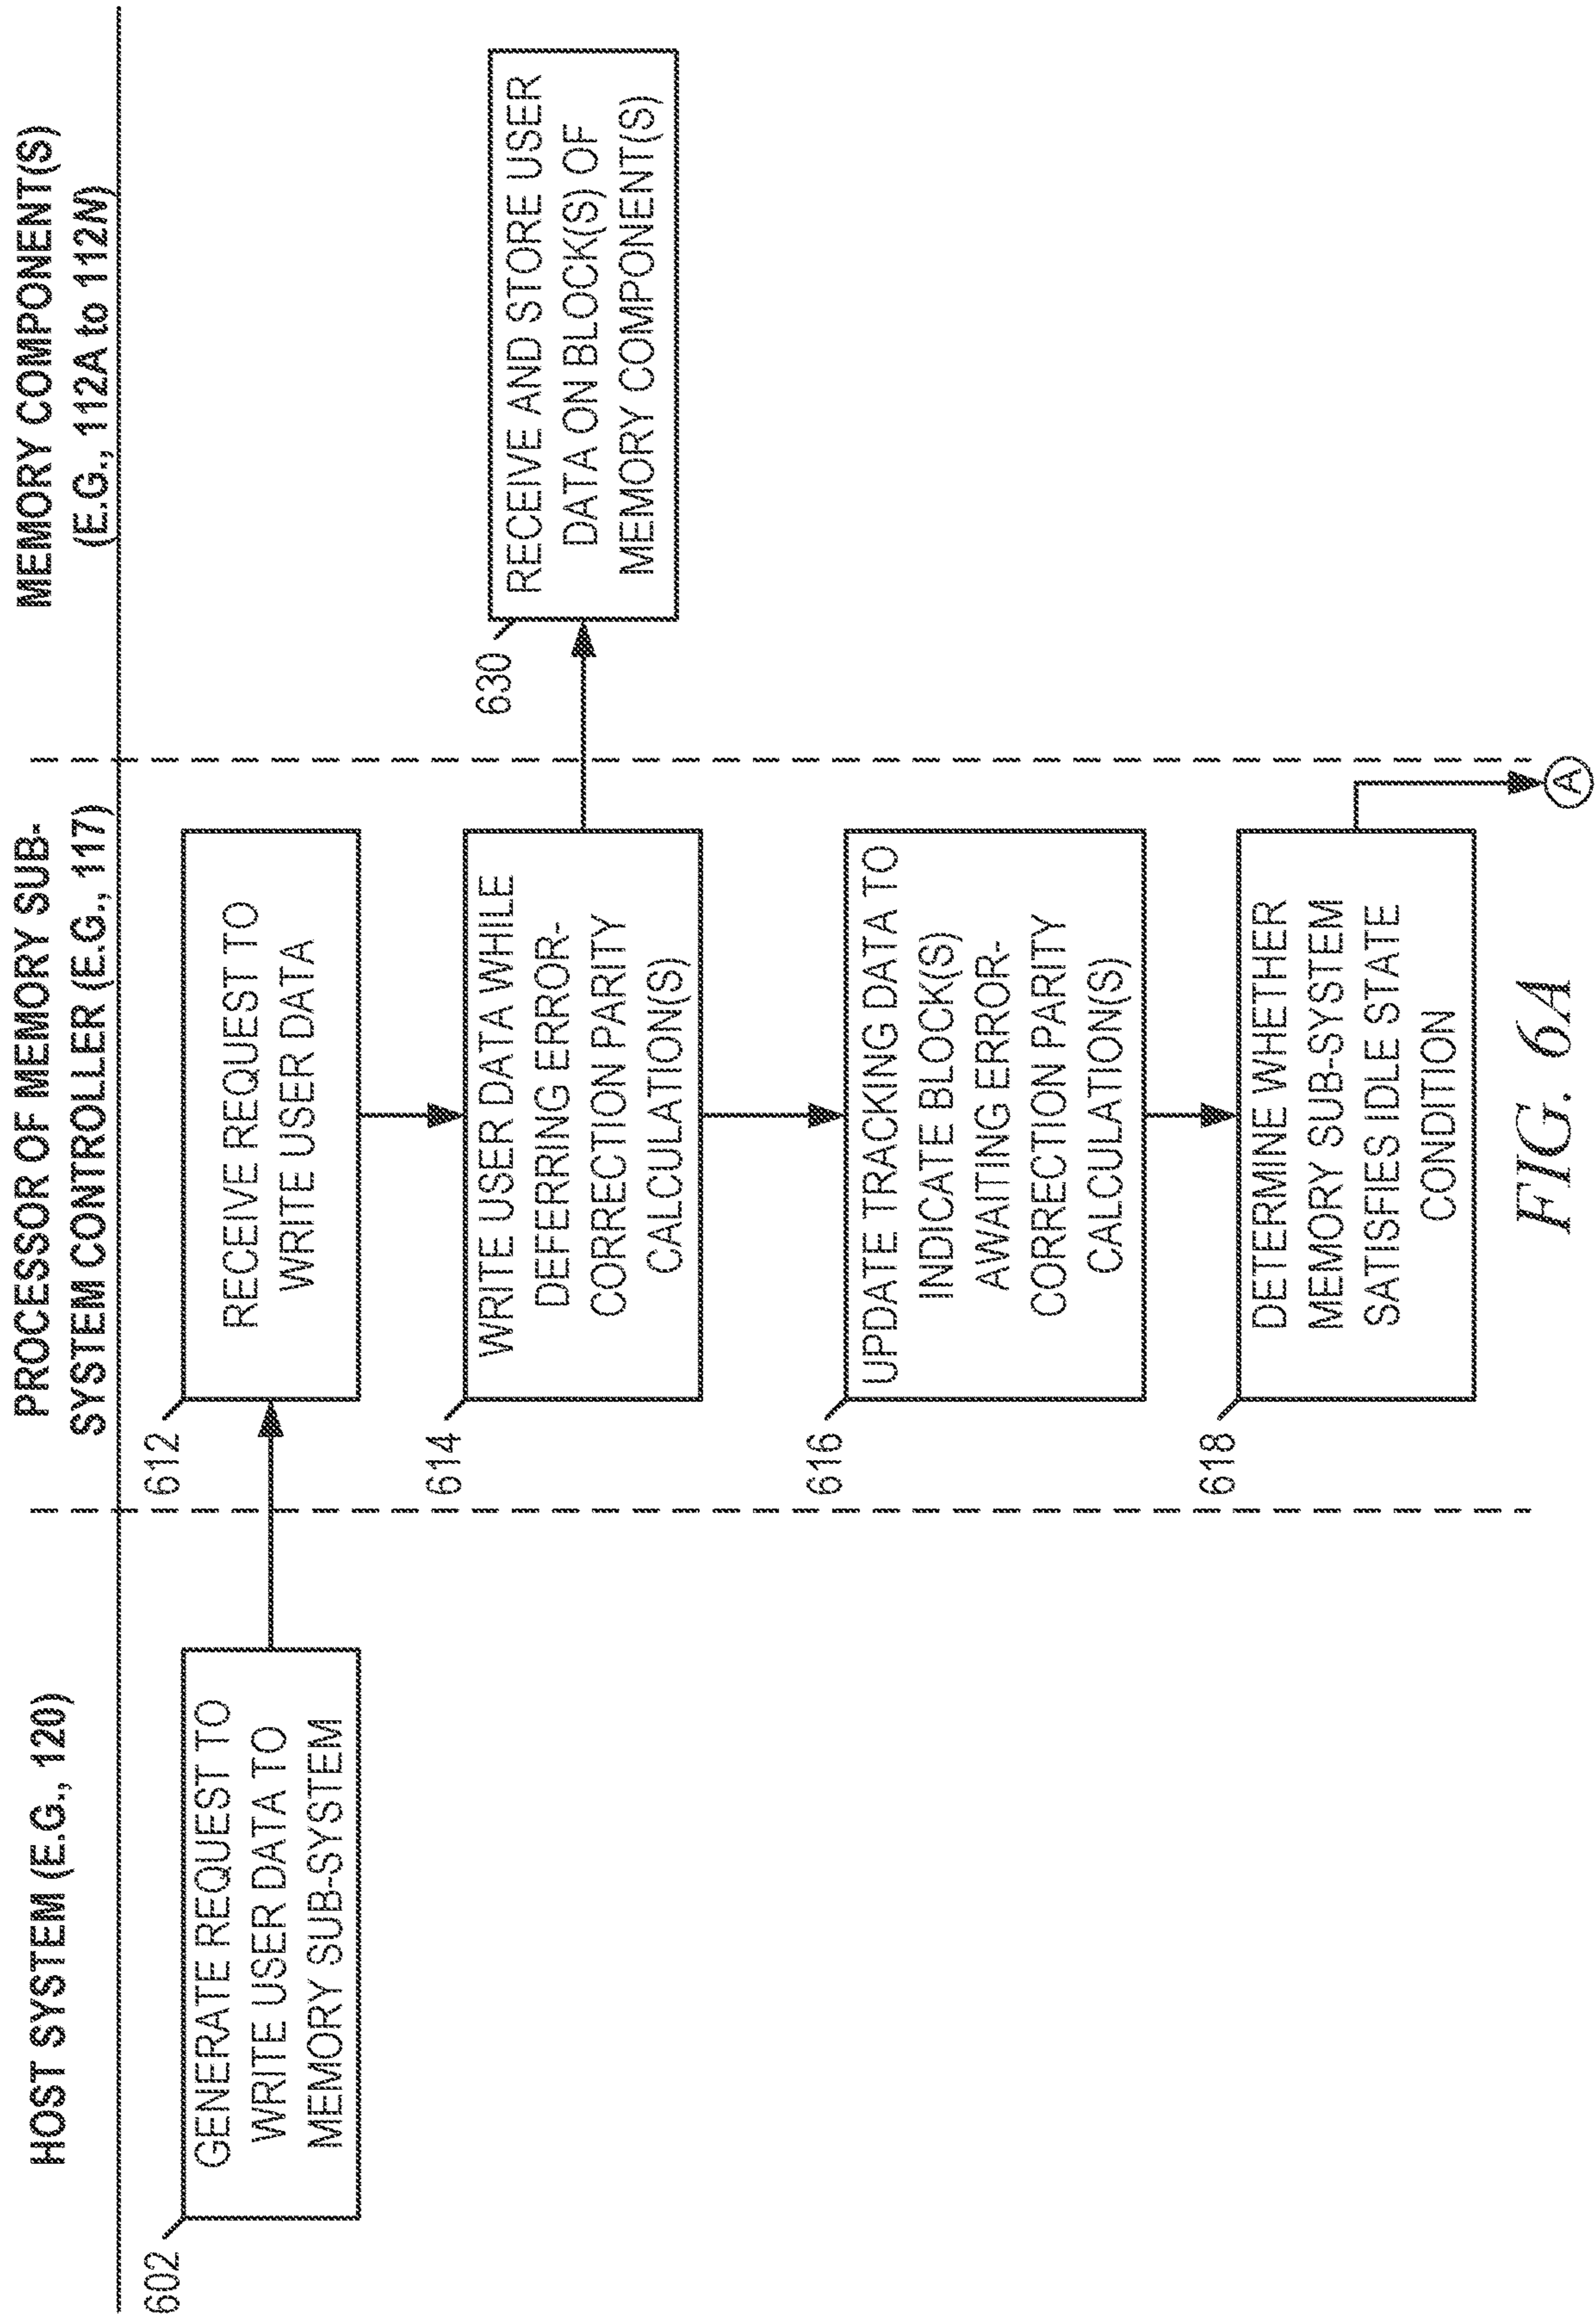 HOST SYSTEM (E.G., 120)
PROCESSOR OF MEMORY SUB-
SYSTEM CONTROLLER (E.G., 117)
MEMORY COMPONENT(S)
(E.G., 112A to 112N)
602
GENERATE REQUEST TO
WRITE USER DATA TO
MEMORY SUB-SYSTEM
612
RECEIVE REQUEST TO
WRITE USER DATA
614
WRITE USER DATA WHILE
DEFERRING ERROR-
CORRECTION PARITY
CALCULATION(S)
630
RECEIVE AND STORE USER
DATA ON BLOCK(S) OF
MEMORY COMPONENT(S)
616
UPDATE TRACKING DATA TO
INDICATE BLOCK(S)
AWAITING ERROR-
CORRECTION PARITY
CALCULATION(S)
618
DETERMINE WHETHER
MEMORY SUB-SYSTEM
SATISFIES IDLE STATE
CONDITION
A
FIG. 6A